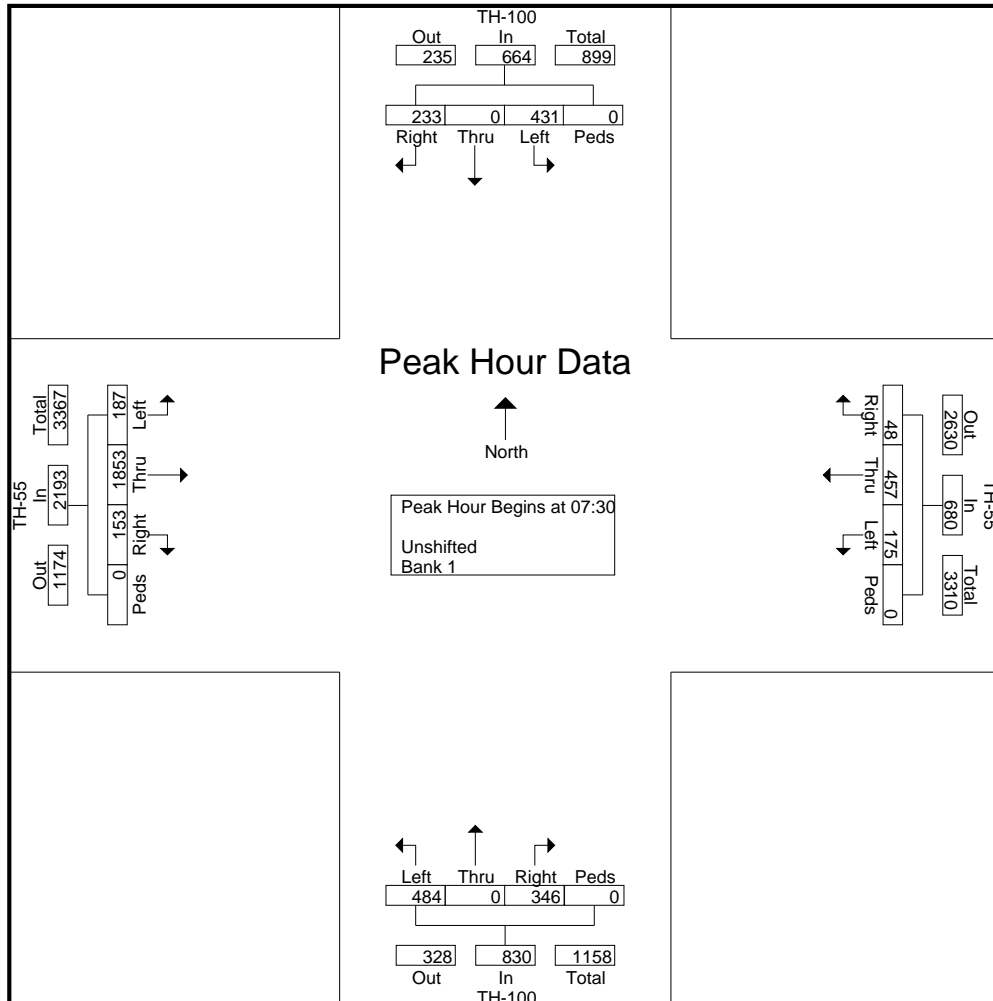 TH-100
Out In Total
235 664 899
233 0 431 0
Right Thru Left Peds
Peak Hour Data
North
Peak Hour Begins at 07:30
Unshifted
Bank 1
TH-55
Total In Out
3367 2193 1174
187 1853 153 0
Left Thru Right Peds
TH-55
Out In Total
2630 680 3310
48 457 175 0
Right Thru Left Peds
Left Thru Right Peds
484 0 346 0
328 830 1158
Out In Total
TH-100